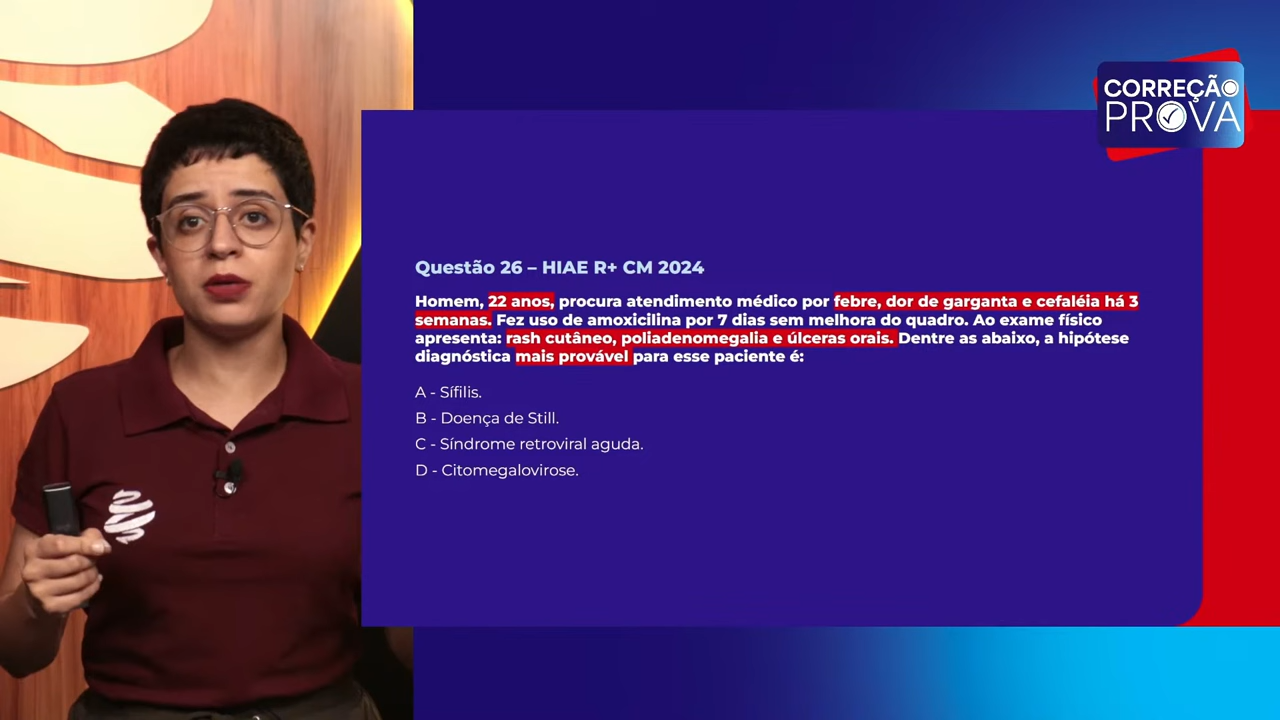 CORREÇÃO
PROVA
Questão 26 – HIAE R+ CM 2024
Homem, 22 anos, procura atendimento médico por febre, dor de garganta e cefaléia há 3
semanas. Fez uso de amoxicilina por 7 dias sem melhora do quadro. Ao exame físico
apresenta: rash cutâneo, poliadenomegalia e úlceras orais. Dentre as abaixo, a hipótese
diagnóstica mais provável para esse paciente é:
A - Sífilis.
B - Doença de Still.
C - Síndrome retroviral aguda.
D - Citomegalovirose.